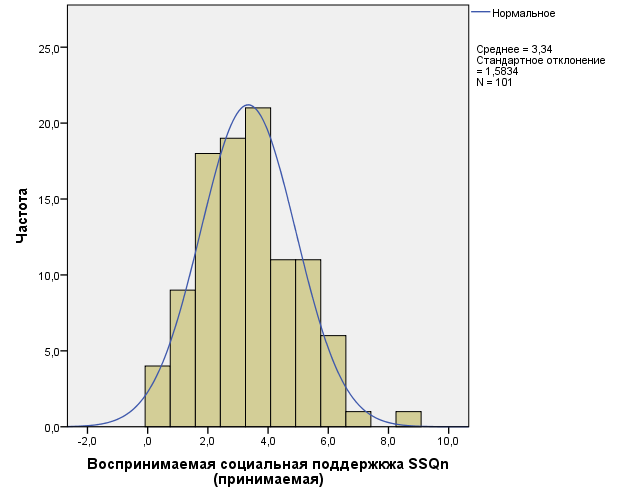 Нормальное
Среднее = 3,34
Стандартное отклонение
= 1,5834
N = 101
25,0
20,0
15,0
10,0
5,0
0,0
Частота
-2,0 ,0 2,0 4,0 6,0 8,0 10,0
Воспринимаемая социальная поддержкжа SSQn
(принимаемая)